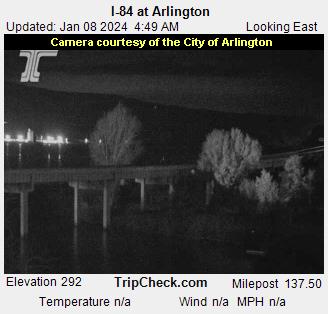 I-84 at Arlington
Updated: Jan 08 2024 4:49 AM Looking East
Camera courtesy of the City of Arlington
Elevation 292 TripCheck.com Milepost 137.50
Temperature n/a Wind n/a MPH n/a